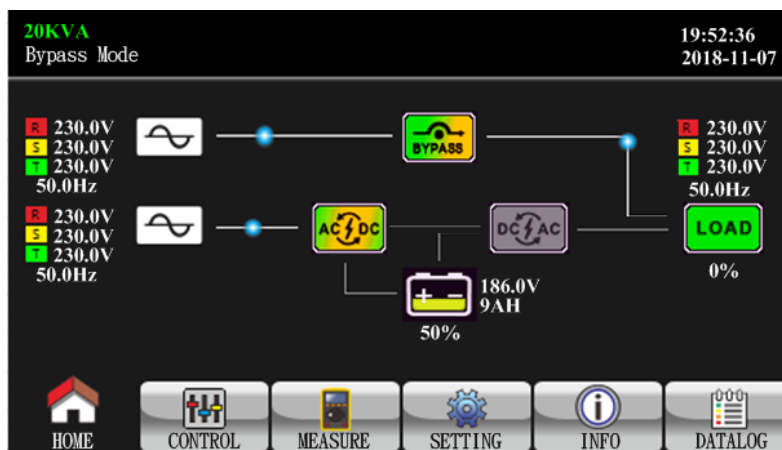 20KVA
Bypass Mode
19:52:36
2018-11-07
R 230.0V
S 230.0V
T 230.0V
50.0Hz
BYPASS
R 230.0V
S 230.0V
T 230.0V
50.0Hz
R 230.0V
S 230.0V
T 230.0V
50.0Hz
AC DC
DC AC
LOAD
0%
+ -
186.0V
9AH
50%
HOME
CONTROL
MEASURE
SETTING
INFO
DATALOG